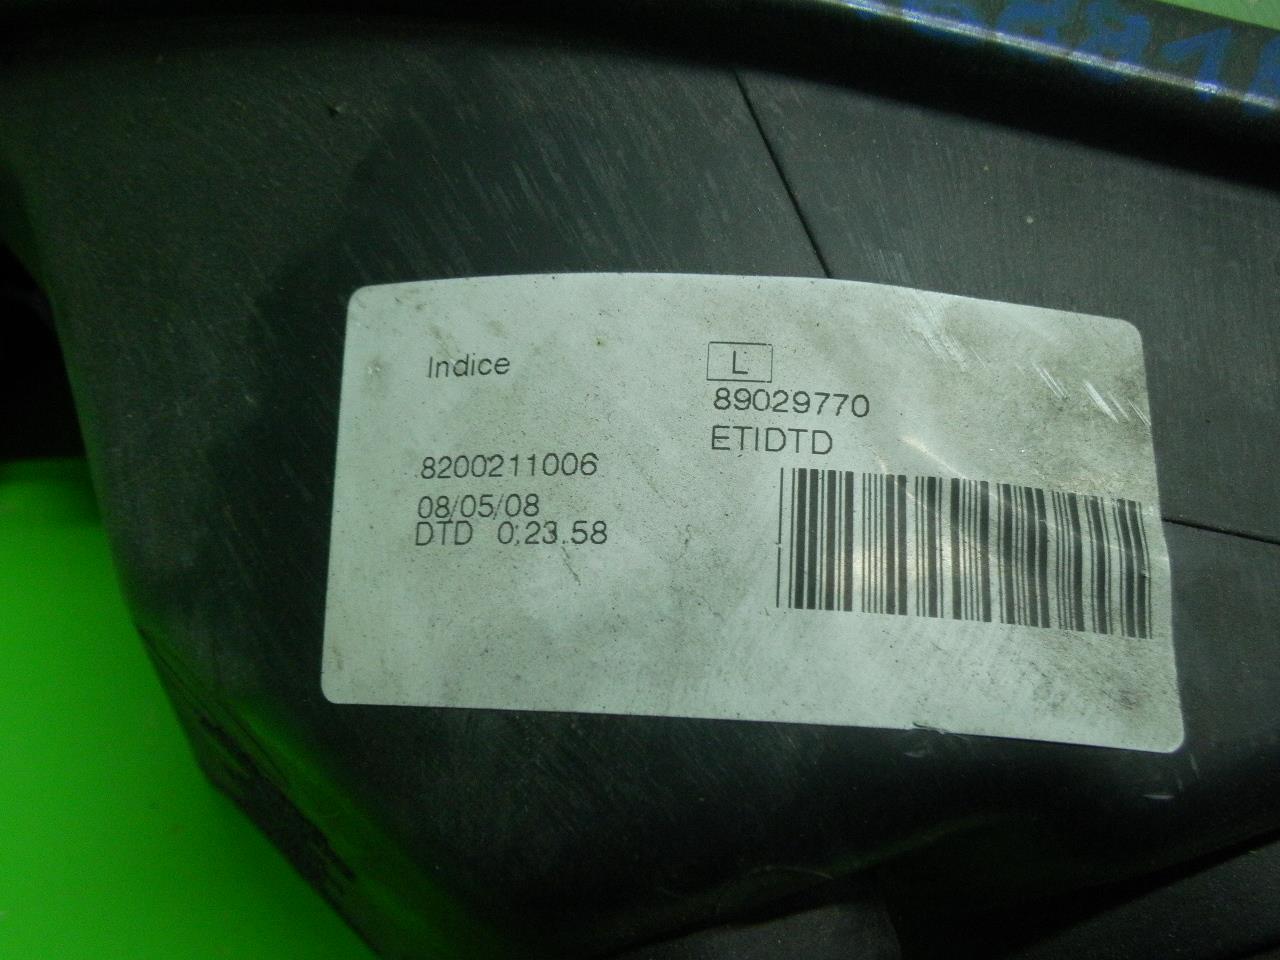 Indice
L
89029770
ETIDTD
8200211006
08/05/08
DTD 0.23.58